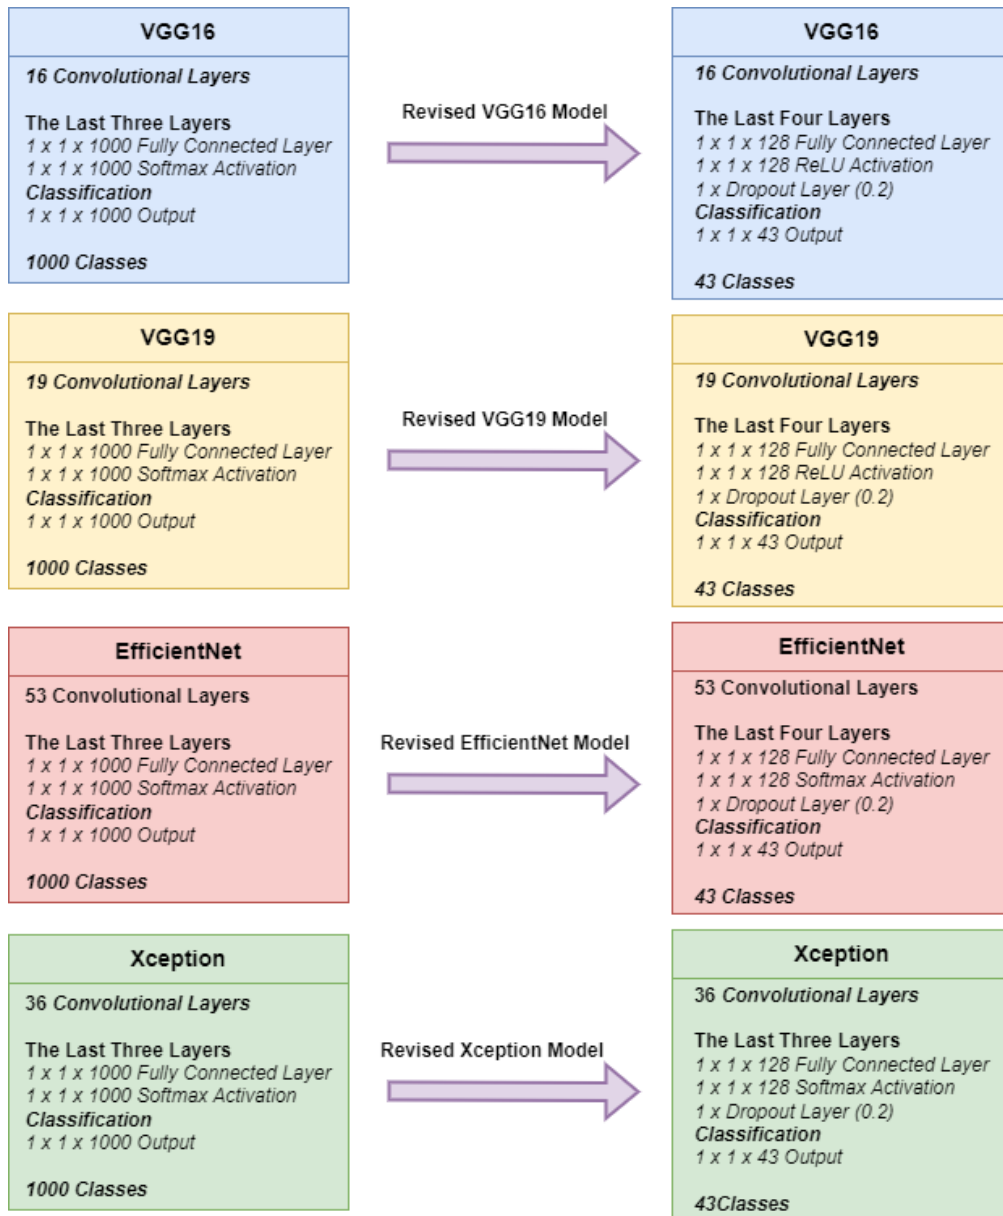 VGG16
16 Convolutional Layers
The Last Three Layers
1 x 1 x 1000 Fully Connected Layer
1 x 1 x 1000 Softmax Activation
Classification
1 x 1 x 1000 Output
1000 Classes
Revised VGG16 Model
VGG16
16 Convolutional Layers
The Last Four Layers
1 x 1 x 128 Fully Connected Layer
1 x 1 x 128 ReLU Activation
1 x Dropout Layer (0.2)
Classification
1 x 1 x 43 Output
43 Classes
VGG19
19 Convolutional Layers
The Last Three Layers
1 x 1 x 1000 Fully Connected Layer
1 x 1 x 1000 Softmax Activation
Classification
1 x 1 x 1000 Output
1000 Classes
Revised VGG19 Model
VGG19
19 Convolutional Layers
The Last Four Layers
1 x 1 x 128 Fully Connected Layer
1 x 1 x 128 ReLU Activation
1 x Dropout Layer (0.2)
Classification
1 x 1 x 43 Output
43 Classes
EfficientNet
53 Convolutional Layers
The Last Three Layers
1 x 1 x 1000 Fully Connected Layer
1 x 1 x 1000 Softmax Activation
Classification
1 x 1 x 1000 Output
1000 Classes
Revised EfficientNet Model
EfficientNet
53 Convolutional Layers
The Last Four Layers
1 x 1 x 128 Fully Connected Layer
1 x 1 x 128 Softmax Activation
1 x Dropout Layer (0.2)
Classification
1 x 1 x 43 Output
43 Classes
Xception
36 Convolutional Layers
The Last Three Layers
1 x 1 x 1000 Fully Connected Layer
1 x 1 x 1000 Softmax Activation
Classification
1 x 1 x 1000 Output
1000 Classes
Revised Xception Model
Xception
36 Convolutional Layers
The Last Three Layers
1 x 1 x 128 Fully Connected Layer
1 x 1 x 128 Softmax Activation
1 x Dropout Layer (0.2)
Classification
1 x 1 x 43 Output
43Classes